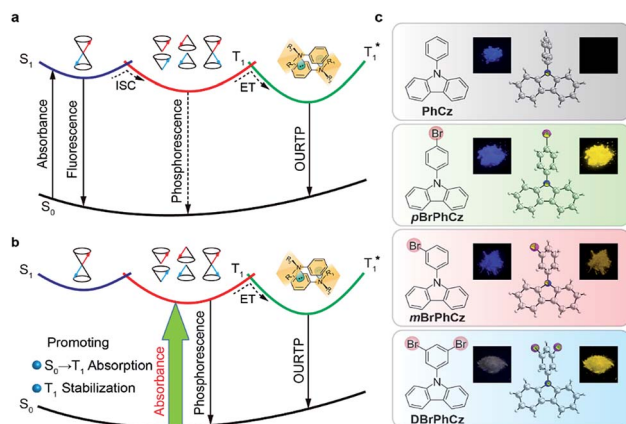 a
S₁
T₁
T₁*
ISC
ET
Absorbance
Fluorescence
Phosphorescence
OURTP
S₀
b
S₁
T₁
T₁*
ET
Promoting
S₀→T₁ Absorption
T₁ Stabilization
Absorbance
Phosphorescence
OURTP
S₀
c
N
PhCz
Br
N
pBrPhCz
Br
N
mBrPhCz
Br Br
N
DBrPhCz